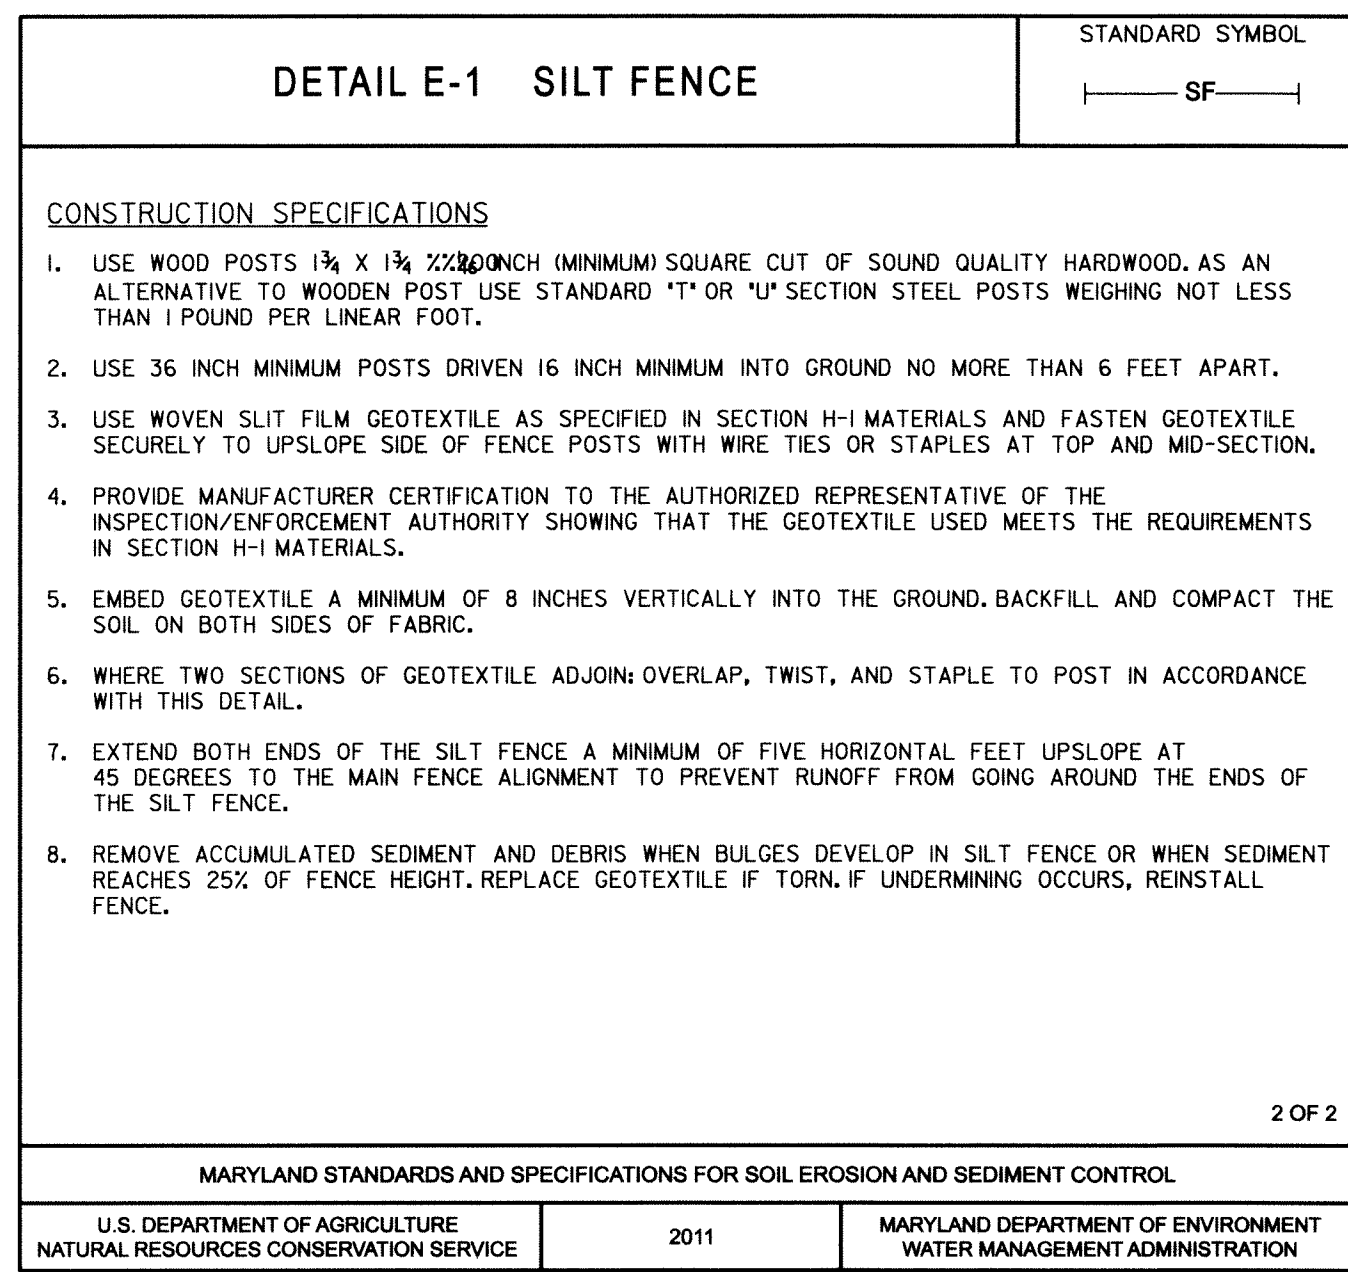 DETAIL E-1 SILT FENCE
STANDARD SYMBOL
SF
CONSTRUCTION SPECIFICATIONS
1. USE WOOD POSTS 1¾ X 1¾ (MINIMUM) SQUARE CUT OF SOUND QUALITY HARDWOOD. AS AN
ALTERNATIVE TO WOODEN POST USE STANDARD "T" OR "U" SECTION STEEL POSTS WEIGHING NOT LESS
THAN 1 POUND PER LINEAR FOOT.
2. USE 36 INCH MINIMUM POSTS DRIVEN 16 INCH MINIMUM INTO GROUND NO MORE THAN 6 FEET APART.
3. USE WOVEN SLIT FILM GEOTEXTILE AS SPECIFIED IN SECTION H-1 MATERIALS AND FASTEN GEOTEXTILE
SECURELY TO UPSLOPE SIDE OF FENCE POSTS WITH WIRE TIES OR STAPLES AT TOP AND MID-SECTION.
4. PROVIDE MANUFACTURER CERTIFICATION TO THE AUTHORIZED REPRESENTATIVE OF THE
INSPECTION/ENFORCEMENT AUTHORITY SHOWING THAT THE GEOTEXTILE USED MEETS THE REQUIREMENTS
IN SECTION H-1 MATERIALS.
5. EMBED GEOTEXTILE A MINIMUM OF 8 INCHES VERTICALLY INTO THE GROUND. BACKFILL AND COMPACT THE
SOIL ON BOTH SIDES OF FABRIC.
6. WHERE TWO SECTIONS OF GEOTEXTILE ADJOIN: OVERLAP, TWIST, AND STAPLE TO POST IN ACCORDANCE
WITH THIS DETAIL.
7. EXTEND BOTH ENDS OF THE SILT FENCE A MINIMUM OF FIVE HORIZONTAL FEET UPSLOPE AT
45 DEGREES TO THE MAIN FENCE ALIGNMENT TO PREVENT RUNOFF FROM GOING AROUND THE ENDS OF
THE SILT FENCE.
8. REMOVE ACCUMULATED SEDIMENT AND DEBRIS WHEN BULGES DEVELOP IN SILT FENCE OR WHEN SEDIMENT
REACHES 25% OF FENCE HEIGHT. REPLACE GEOTEXTILE IF TORN. IF UNDERMINING OCCURS, REINSTALL
FENCE.
2 OF 2
MARYLAND STANDARDS AND SPECIFICATIONS FOR SOIL EROSION AND SEDIMENT CONTROL
U.S. DEPARTMENT OF AGRICULTURE
NATURAL RESOURCES CONSERVATION SERVICE
2011
MARYLAND DEPARTMENT OF ENVIRONMENT
WATER MANAGEMENT ADMINISTRATION